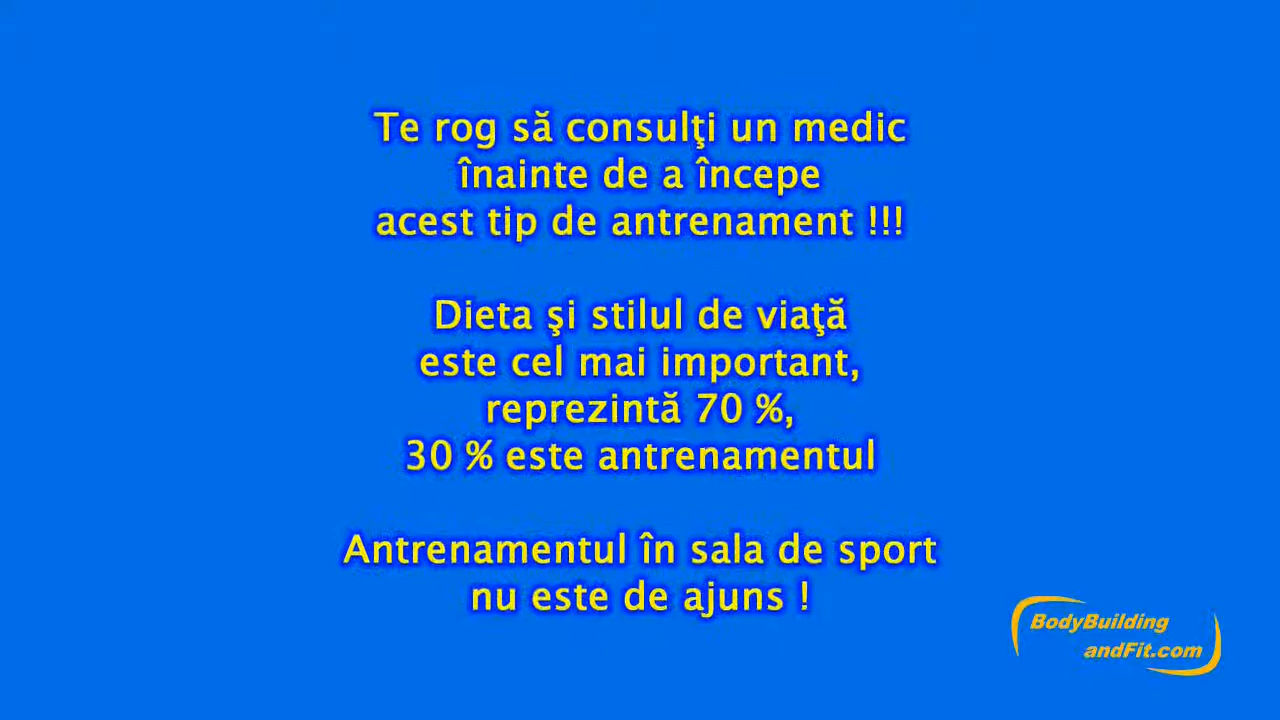 Te rog să consulţi un medic
înainte de a începe
acest tip de antrenament !!!
Dieta şi stilul de viaţă
este cel mai important,
reprezintă 70 %,
30 % este antrenamentul
Antrenamentul în sala de sport
nu este de ajuns !
BodyBuilding
andFit.com